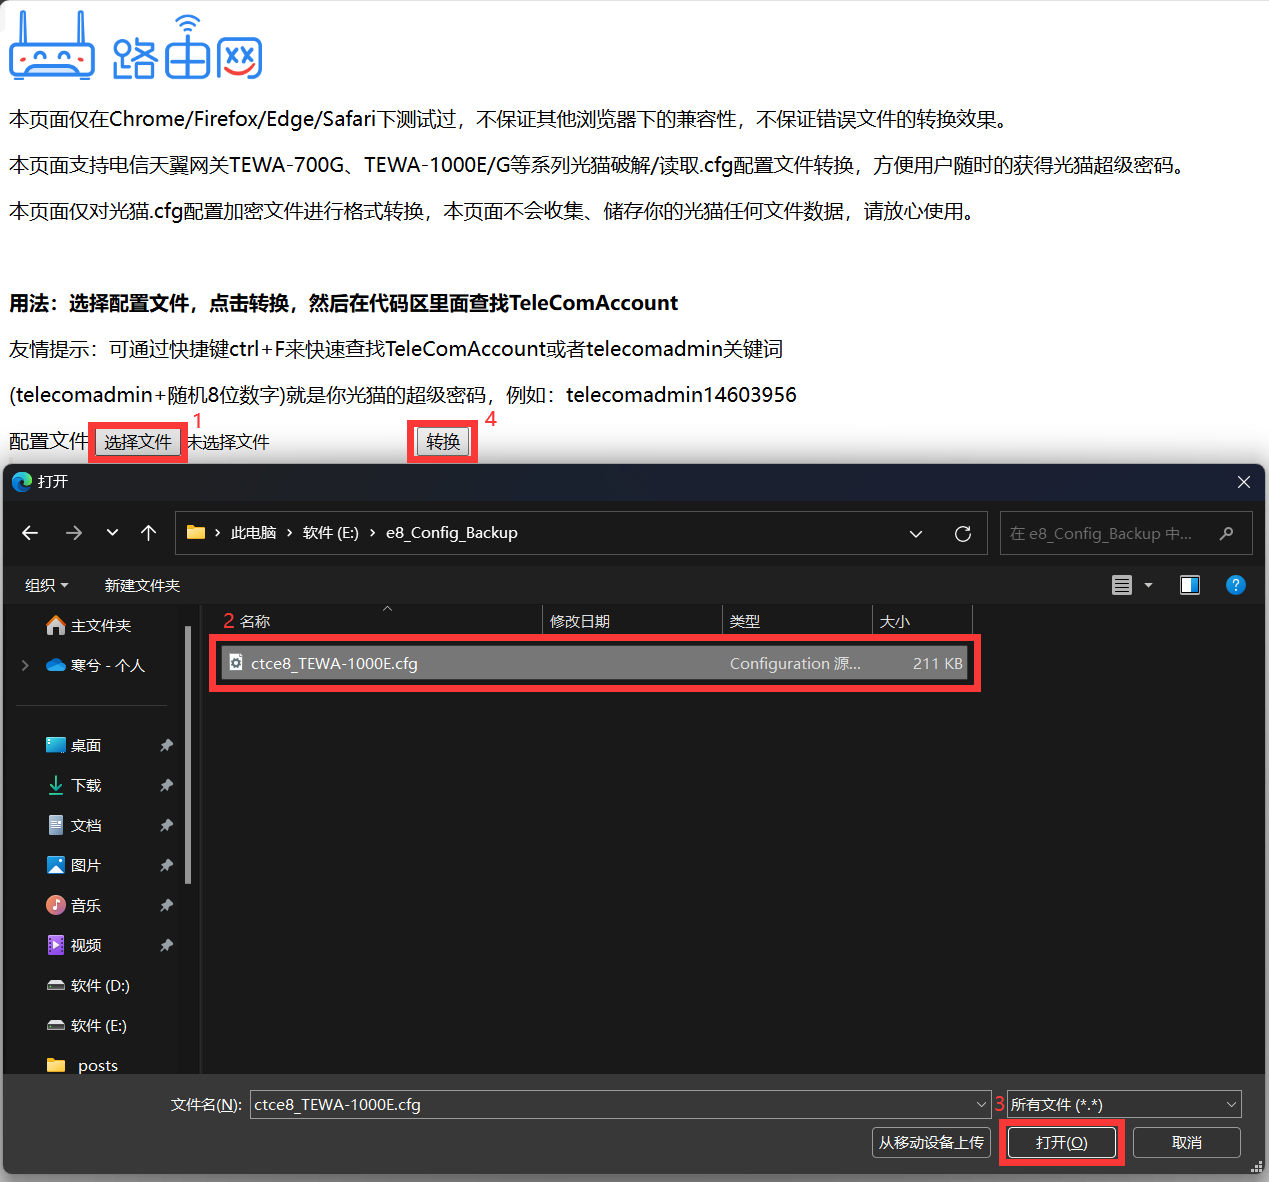 路由网
本页面仅在Chrome/Firefox/Edge/Safari下测试过，不保证其他浏览器下的兼容性，不保证错误文件的转换效果。
本页面支持电信天翼网关TEWA-700G、TEWA-1000E/G等系列光猫破解/读取.cfg配置文件转换，方便用户随时的获得光猫超级密码。
本页面仅对光猫.cfg配置加密文件进行格式转换，本页面不会收集、储存你的光猫任何文件数据，请放心使用。
用法：选择配置文件，点击转换，然后在代码区里面查找TeleComAccount
友情提示：可通过快捷键ctrl+F来快速查找TeleComAccount或者telecomadmin关键词
(telecomadmin+随机8位数字)就是你光猫的超级密码，例如：telecomadmin14603956
1 4
配置文件 选择文件 未选择文件 转换
打开
此电脑 › 软件 (E:) › e8_Config_Backup 在 e8_Config_Backup 中...
组织 新建文件夹
主文件夹 2 名称 修改日期 类型 大小
寒兮 - 个人 ctce8_TEWA-1000E.cfg Configuration 源... 211 KB
桌面
下载
文档
图片
音乐
视频
软件 (D:)
软件 (E:)
posts
文件名(N): ctce8_TEWA-1000E.cfg 3 所有文件 (*.*)
从移动设备上传 打开(O) 取消